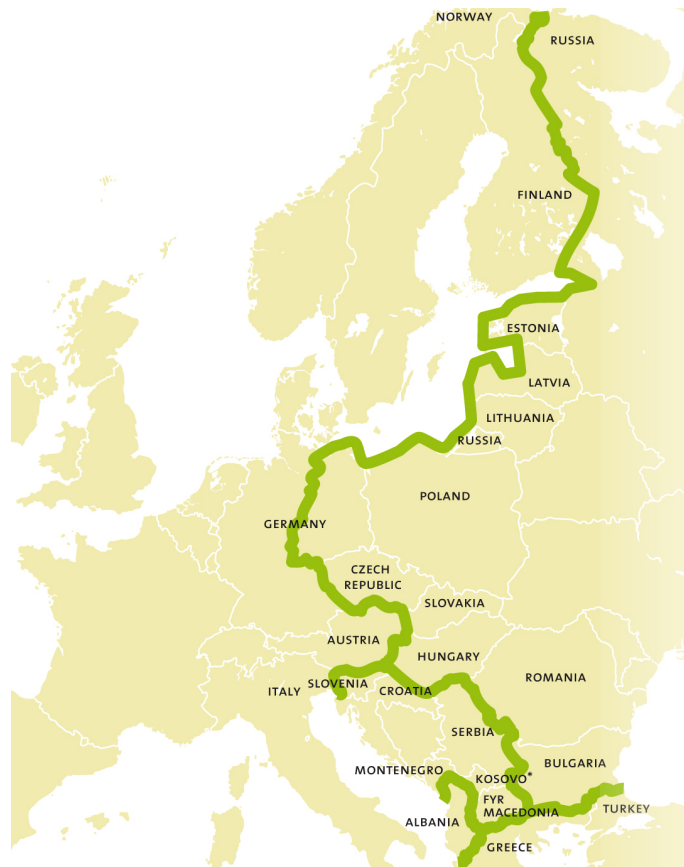 NORWAY
RUSSIA
FINLAND
ESTONIA
LATVIA
LITHUANIA
RUSSIA
POLAND
GERMANY
CZECH
REPUBLIC
SLOVAKIA
AUSTRIA
HUNGARY
ROMANIA
ITALY
SLOVENIA
CROATIA
SERBIA
BULGARIA
MONTENEGRO
KOSOVO*
FYR
MACEDONIA
TURKEY
ALBANIA
GREECE